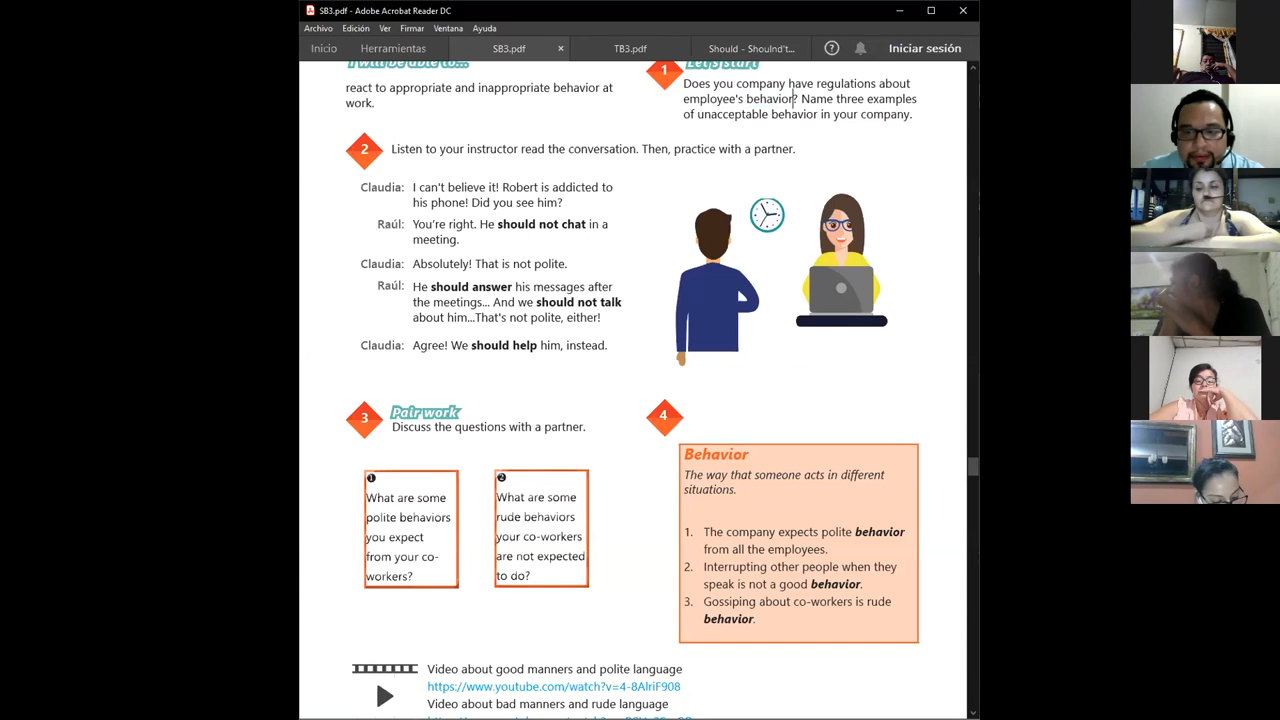 SB3.pdf - Adobe Acrobat Reader DC
Archivo Edición Ver Firmar Ventana Ayuda
Inicio Herramientas SB3.pdf × TB3.pdf Should - Shoulnd't... ? Iniciar sesión
I will be able to...
react to appropriate and inappropriate behavior at
work.
1 Let's start
Does you company have regulations about
employee's behavior? Name three examples
of unacceptable behavior in your company.
2 Listen to your instructor read the conversation. Then, practice with a partner.
Claudia: I can't believe it! Robert is addicted to
his phone! Did you see him?
Raúl: You're right. He should not chat in a
meeting.
Claudia: Absolutely! That is not polite.
Raúl: He should answer his messages after
the meetings... And we should not talk
about him...That's not polite, either!
Claudia: Agree! We should help him, instead.
3 Pair work
Discuss the questions with a partner.
1
What are some
polite behaviors
you expect
from your co-
workers?
2
What are some
rude behaviors
your co-workers
are not expected
to do?
4
Behavior
The way that someone acts in different
situations.
1. The company expects polite behavior
from all the employees.
2. Interrupting other people when they
speak is not a good behavior.
3. Gossiping about co-workers is rude
behavior.
Video about good manners and polite language
https://www.youtube.com/watch?v=4-8AlriF908
Video about bad manners and rude language